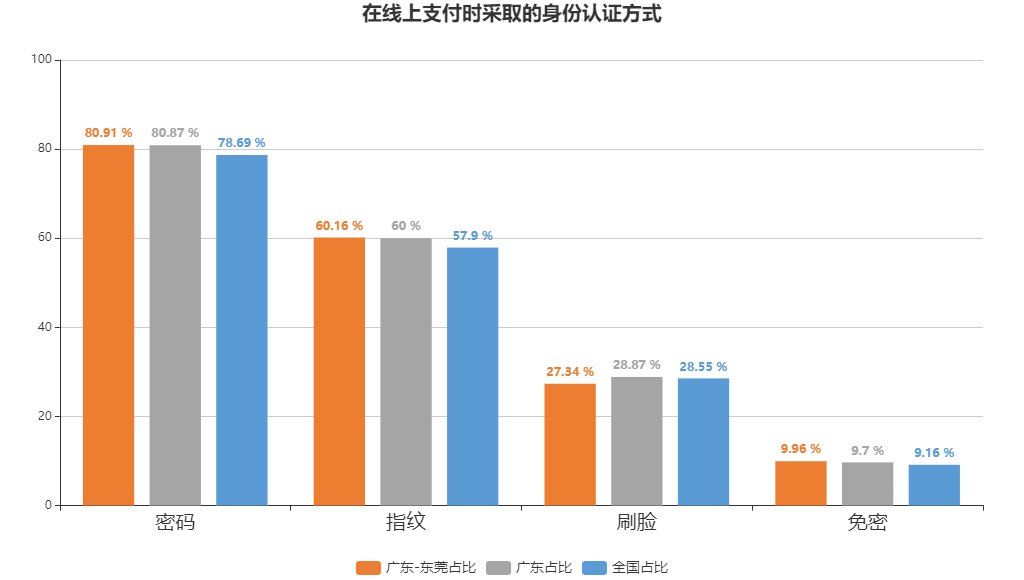 在线上支付时采取的身份认证方式
100
80
60
40
20
0
80.91 % 80.87 % 78.69 %
60.16 % 60 % 57.9 %
27.34 % 28.87 % 28.55 %
9.96 % 9.7 % 9.16 %
密码 指纹 刷脸 免密
广东-东莞占比 广东占比 全国占比